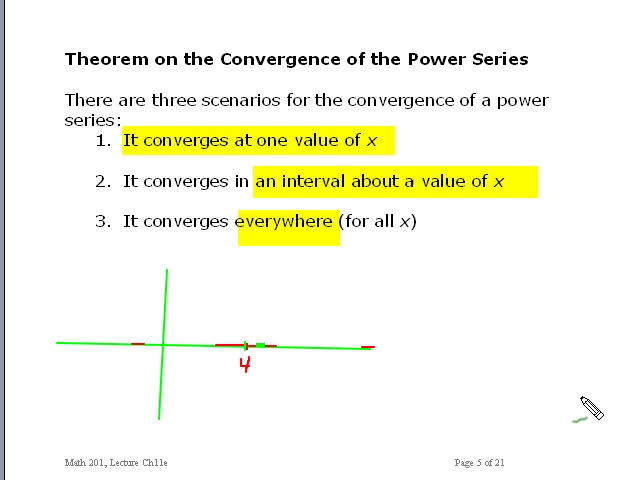 Theorem on the Convergence of the Power Series
There are three scenarios for the convergence of a power
series:
1. It converges at one value of x
2. It converges in an interval about a value of x
3. It converges everywhere (for all x)
4
Math 201, Lecture Ch11e Page 5 of 21